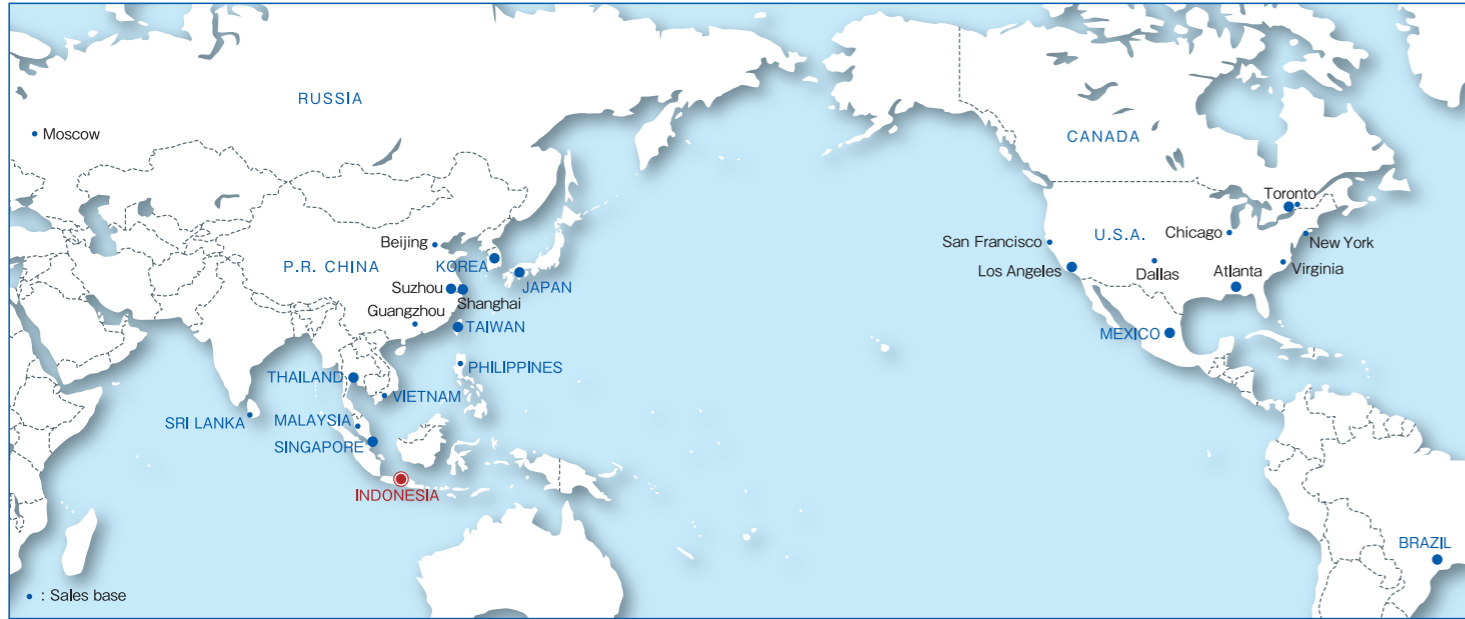 RUSSIA
Moscow
CANADA
Toronto
Beijing
San Francisco
U.S.A.
Chicago
New York
P.R. CHINA
KOREA
Los Angeles
Dallas
Atlanta
Virginia
JAPAN
Suzhou
Shanghai
Guangzhou
TAIWAN
MEXICO
PHILIPPINES
THAILAND
VIETNAM
SRI LANKA
MALAYSIA
SINGAPORE
INDONESIA
BRAZIL
• : Sales base